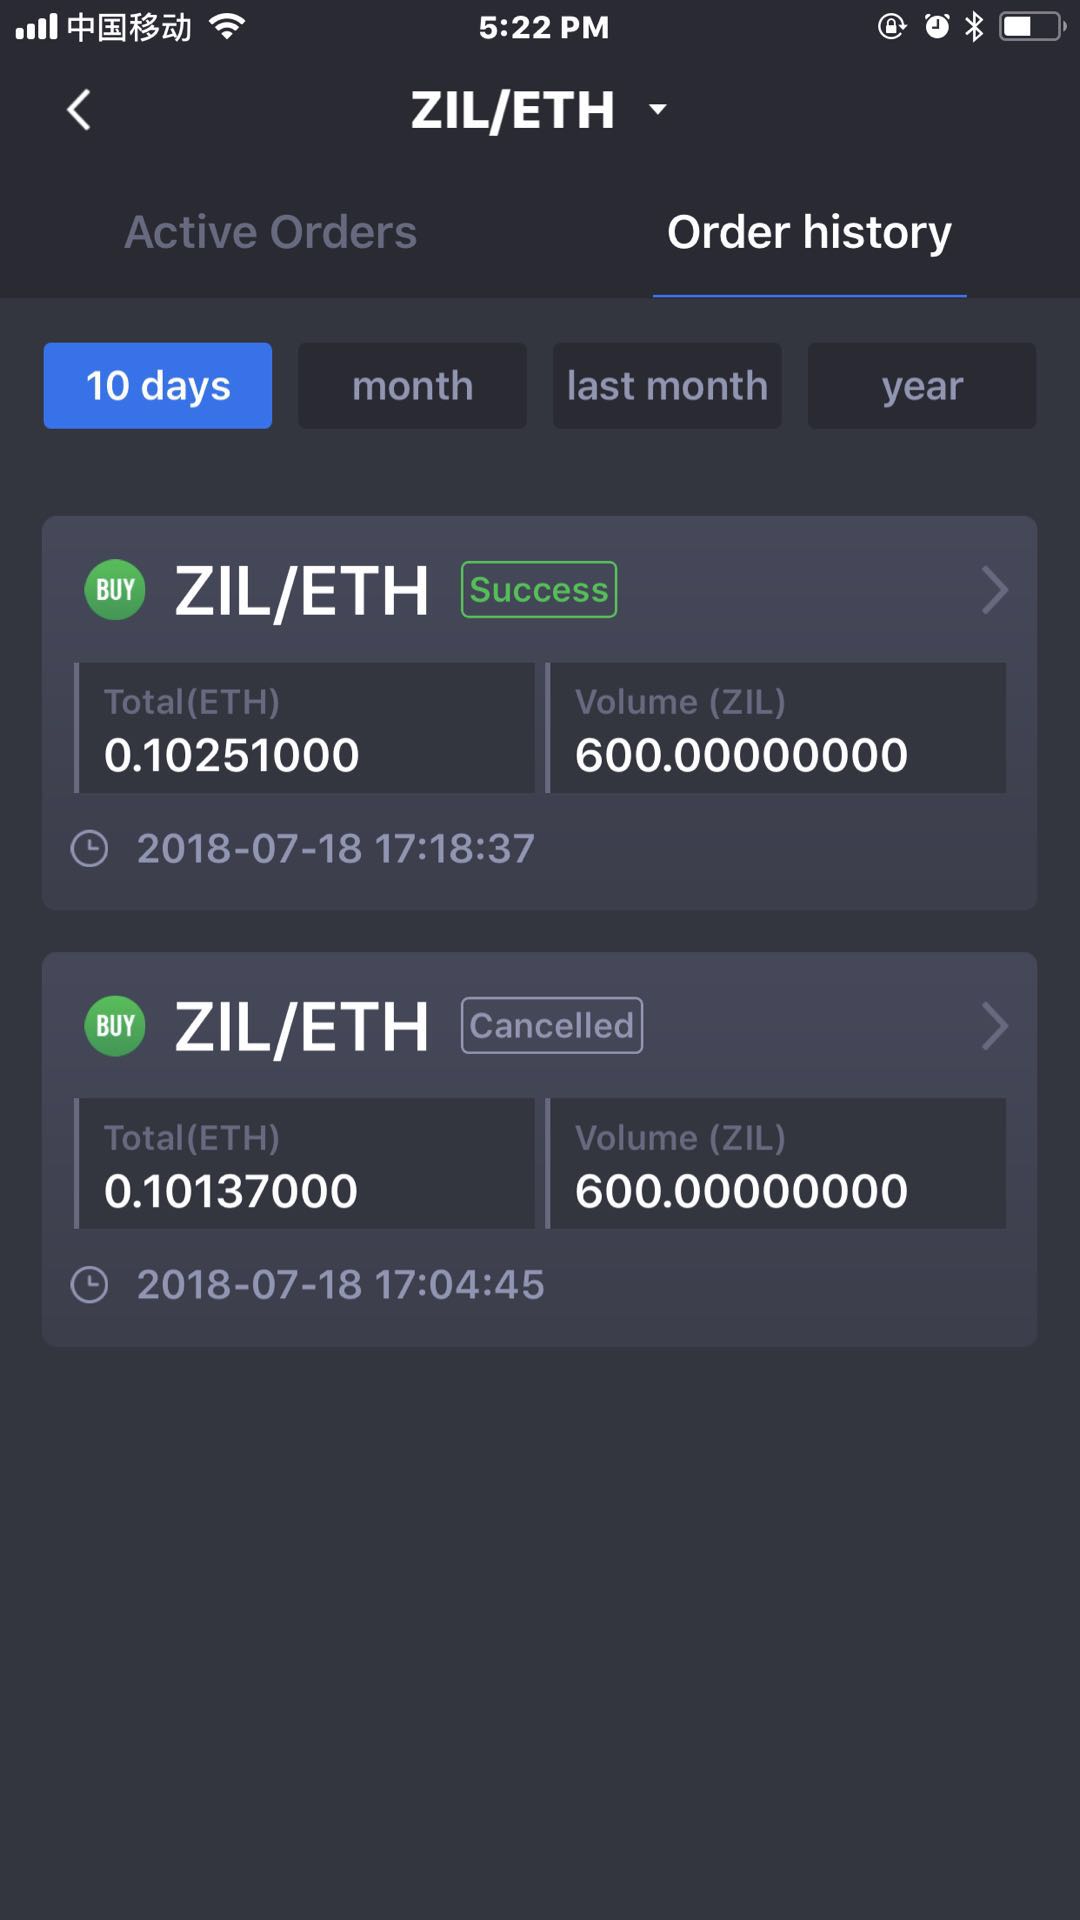 中国移动 5:22 PM
ZIL/ETH
Active Orders Order history
10 days month last month year
BUY ZIL/ETH Success
Total(ETH) Volume (ZIL)
0.10251000 600.00000000
2018-07-18 17:18:37
BUY ZIL/ETH Cancelled
Total(ETH) Volume (ZIL)
0.10137000 600.00000000
2018-07-18 17:04:45